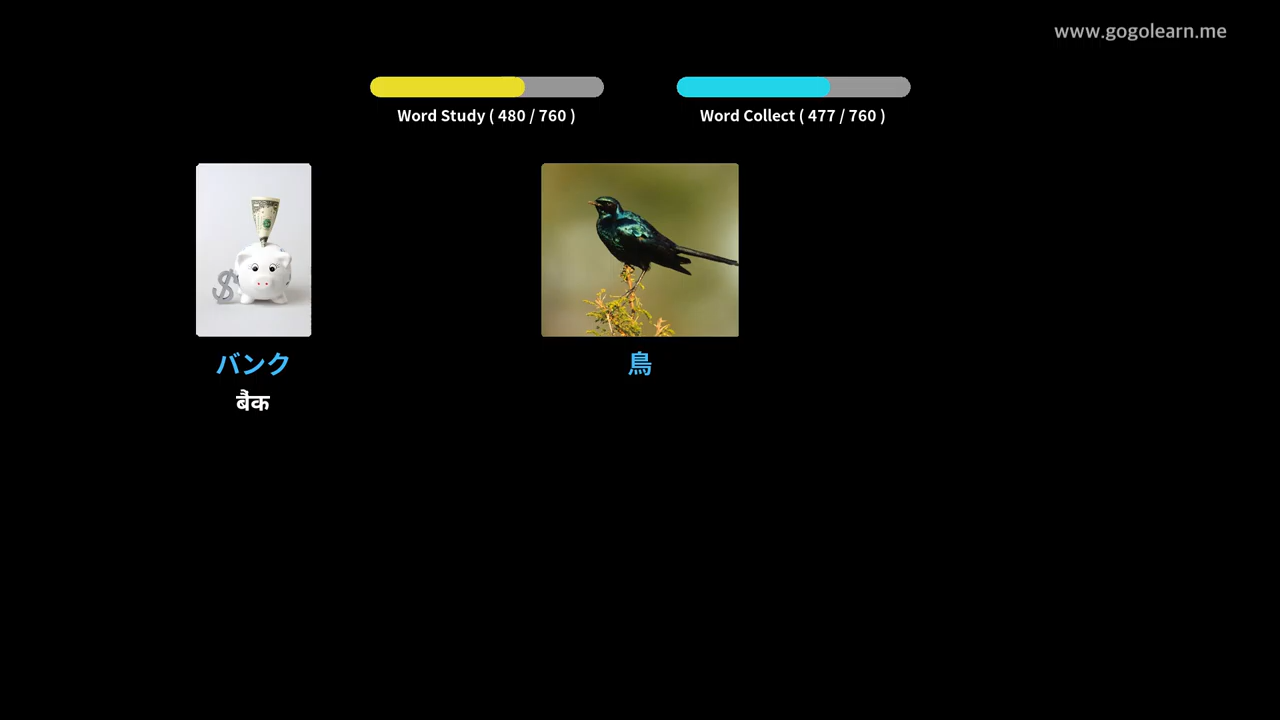 www.gogolearn.me
Word Study ( 480 / 760 )
Word Collect ( 477 / 760 )
バンク
鳥
बैंक